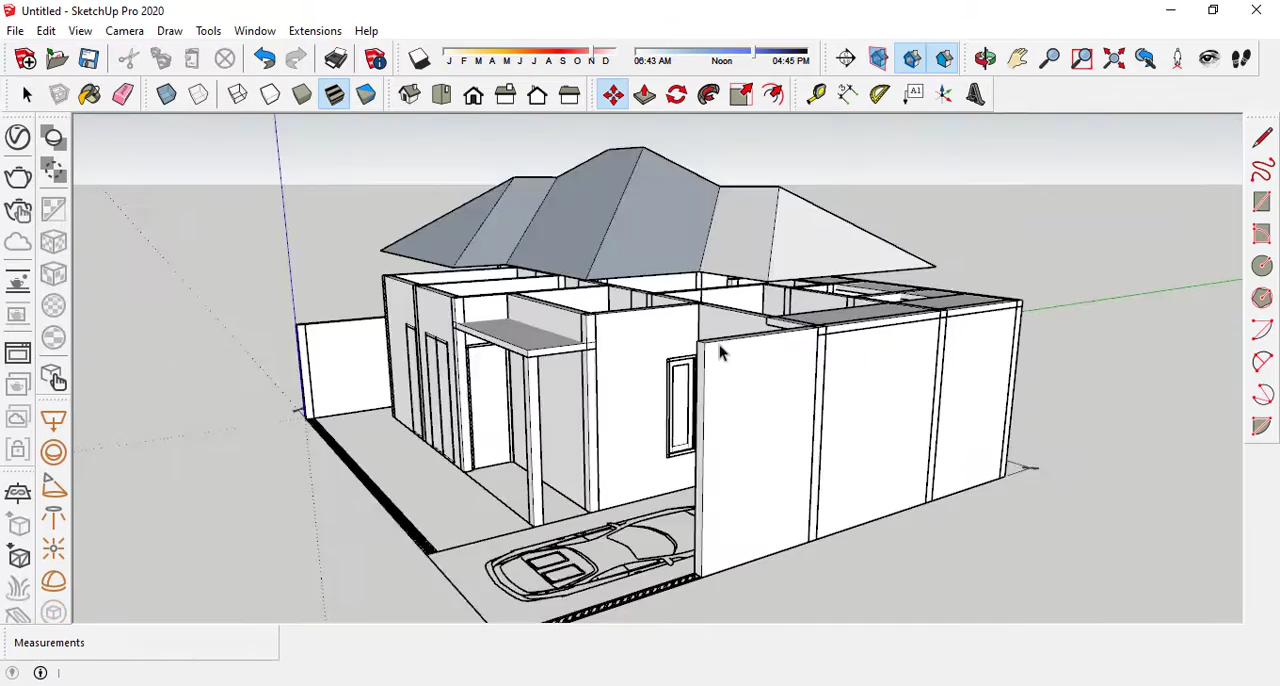 Untitled - SketchUp Pro 2020
File Edit View Camera Draw Tools Window Extensions Help
J F M A M J J A S O N D 06:43 AM Noon 04:45 PM
A1
Measurements